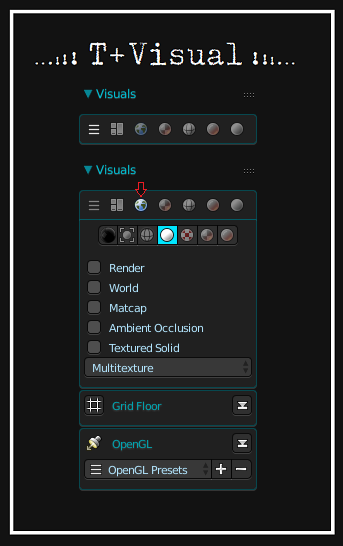 ...:!: T+Visual :!:...
Visuals
Visuals
Render
World
Matcap
Ambient Occlusion
Textured Solid
Multitexture
Grid Floor
OpenGL
OpenGL Presets